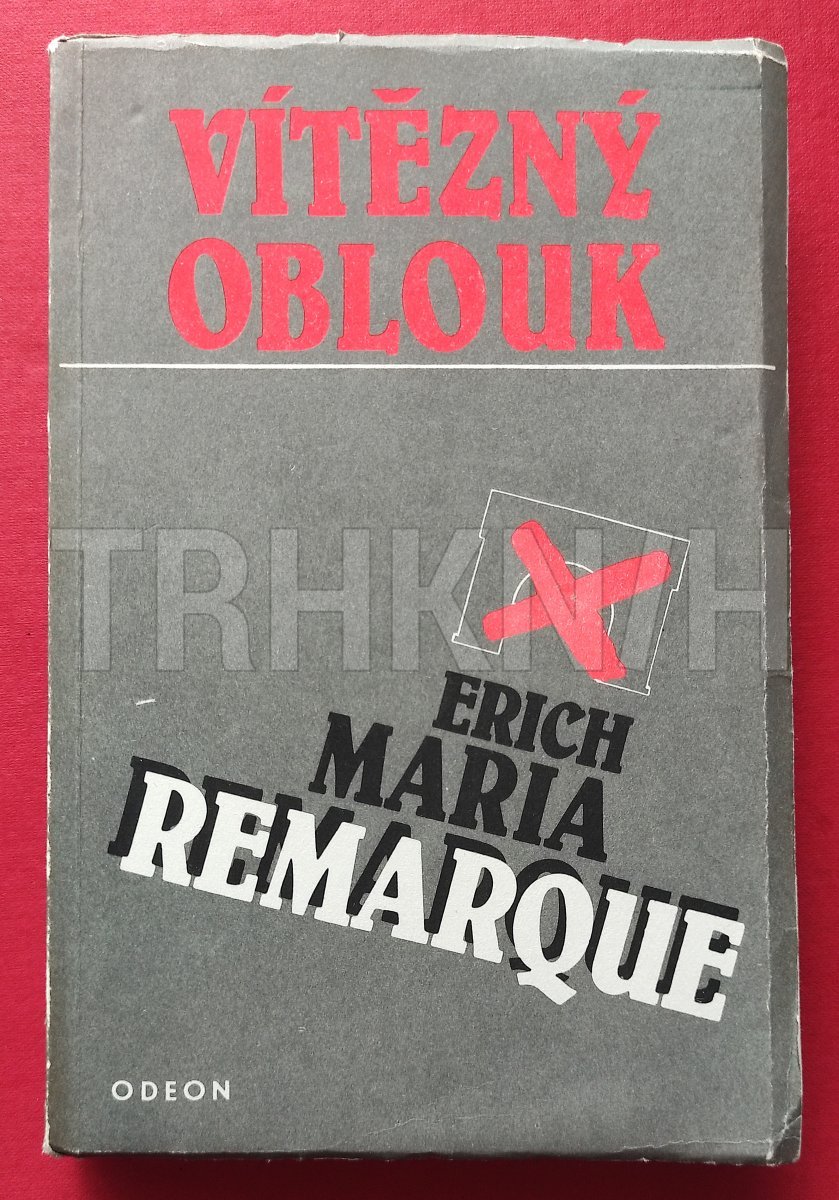 VÍTĚZNÝ
OBLOUK
TRHKNIH
ERICH
MARIA
REMARQUE
ODEON